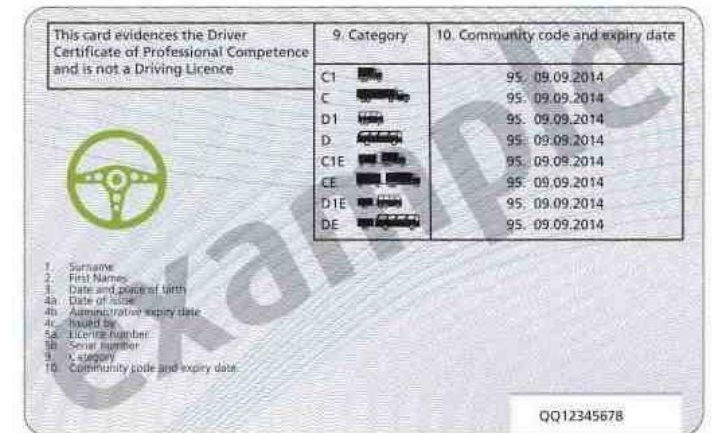 This card evidences the Driver
Certificate of Professional Competence
and is not a Driving Licence
9. Category 10. Community code and expiry date
C1 95. 09.09.2014
C 95. 09.09.2014
D1 95. 09.09.2014
D 95. 09.09.2014
C1E 95. 09.09.2014
CE 95. 09.09.2014
D1E 95. 09.09.2014
DE 95. 09.09.2014
example
1. Surname
2. First Names
3. Date and place of birth
4a. Date of issue
4b. Administrative expiry date
4c. Issued by
5a. Licence number
5b. Serial number
9. Category
10. Community code and expiry date
QQ12345678